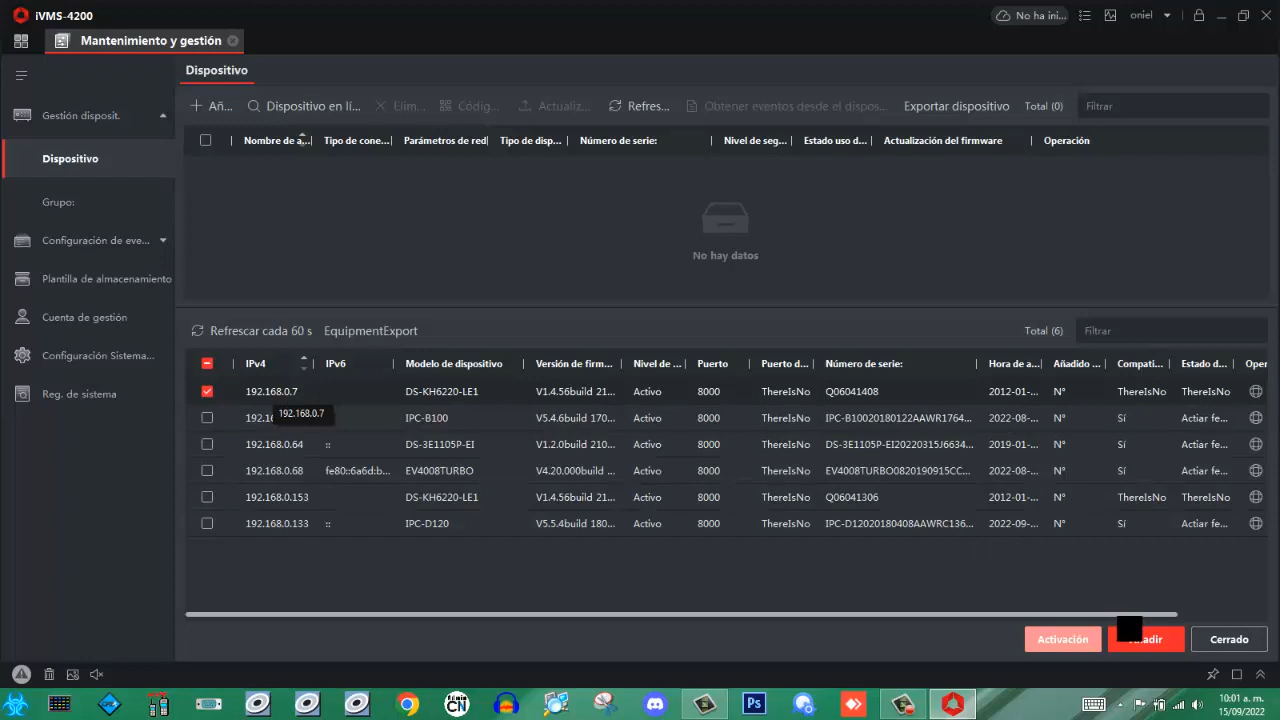 iVMS-4200
No ha ini...
oniel
Mantenimiento y gestión
Dispositivo
Gestión disposit.
Dispositivo
Grupo:
Configuración de eve...
Plantilla de almacenamiento
Cuenta de gestión
Configuración Sistema...
Reg. de sistema
Añ... Dispositivo en lí... Elim... Códig... Actualiz... Refres... Obtener eventos desde el dispos... Exportar dispositivo Total (0) Filtrar
Nombre de a... Tipo de cone... Parámetros de red Tipo de disp... Número de serie: Nivel de seg... Estado uso d... Actualización del firmware Operación
No hay datos
Refrescar cada 60 s EquipmentExport Total (6) Filtrar
IPv4 IPv6 Modelo de dispositivo Versión de firm... Nivel de ... Puerto Puerto d... Número de serie: Hora de a... Añadido ... Compati... Estado d... Oper
192.168.0.7 DS-KH6220-LE1 V1.4.56build 21... Activo 8000 ThereIsNo Q06041408 2012-01-... N° ThereIsNo ThereIsNo
192.168.0.7
192.1 IPC-B100 V5.4.6build 170... Activo 8000 ThereIsNo IPC-B10020180122AAWR1764... 2022-08-... N° Sí Actiar fe...
192.168.0.64 :: DS-3E1105P-EI V1.2.0build 210... Activo 8000 ThereIsNo DS-3E1105P-EI20220315J6634... 2019-01-... N° Sí Actiar fe...
192.168.0.68 fe80::6a6d:b... EV4008TURBO V4.20.000build ... Activo 8000 ThereIsNo EV4008TURBO0820190915CC... 2022-08-... N° Sí Actiar fe...
192.168.0.153 DS-KH6220-LE1 V1.4.56build 21... Activo 8000 ThereIsNo Q06041306 2012-01-... N° ThereIsNo ThereIsNo
192.168.0.133 :: IPC-D120 V5.5.4build 180... Activo 8000 ThereIsNo IPC-D12020180408AAWRC136... 2022-09-... N° Sí Actiar fe...
Activación Añadir Cerrado
CN
Ps
10:01 a. m.
15/09/2022